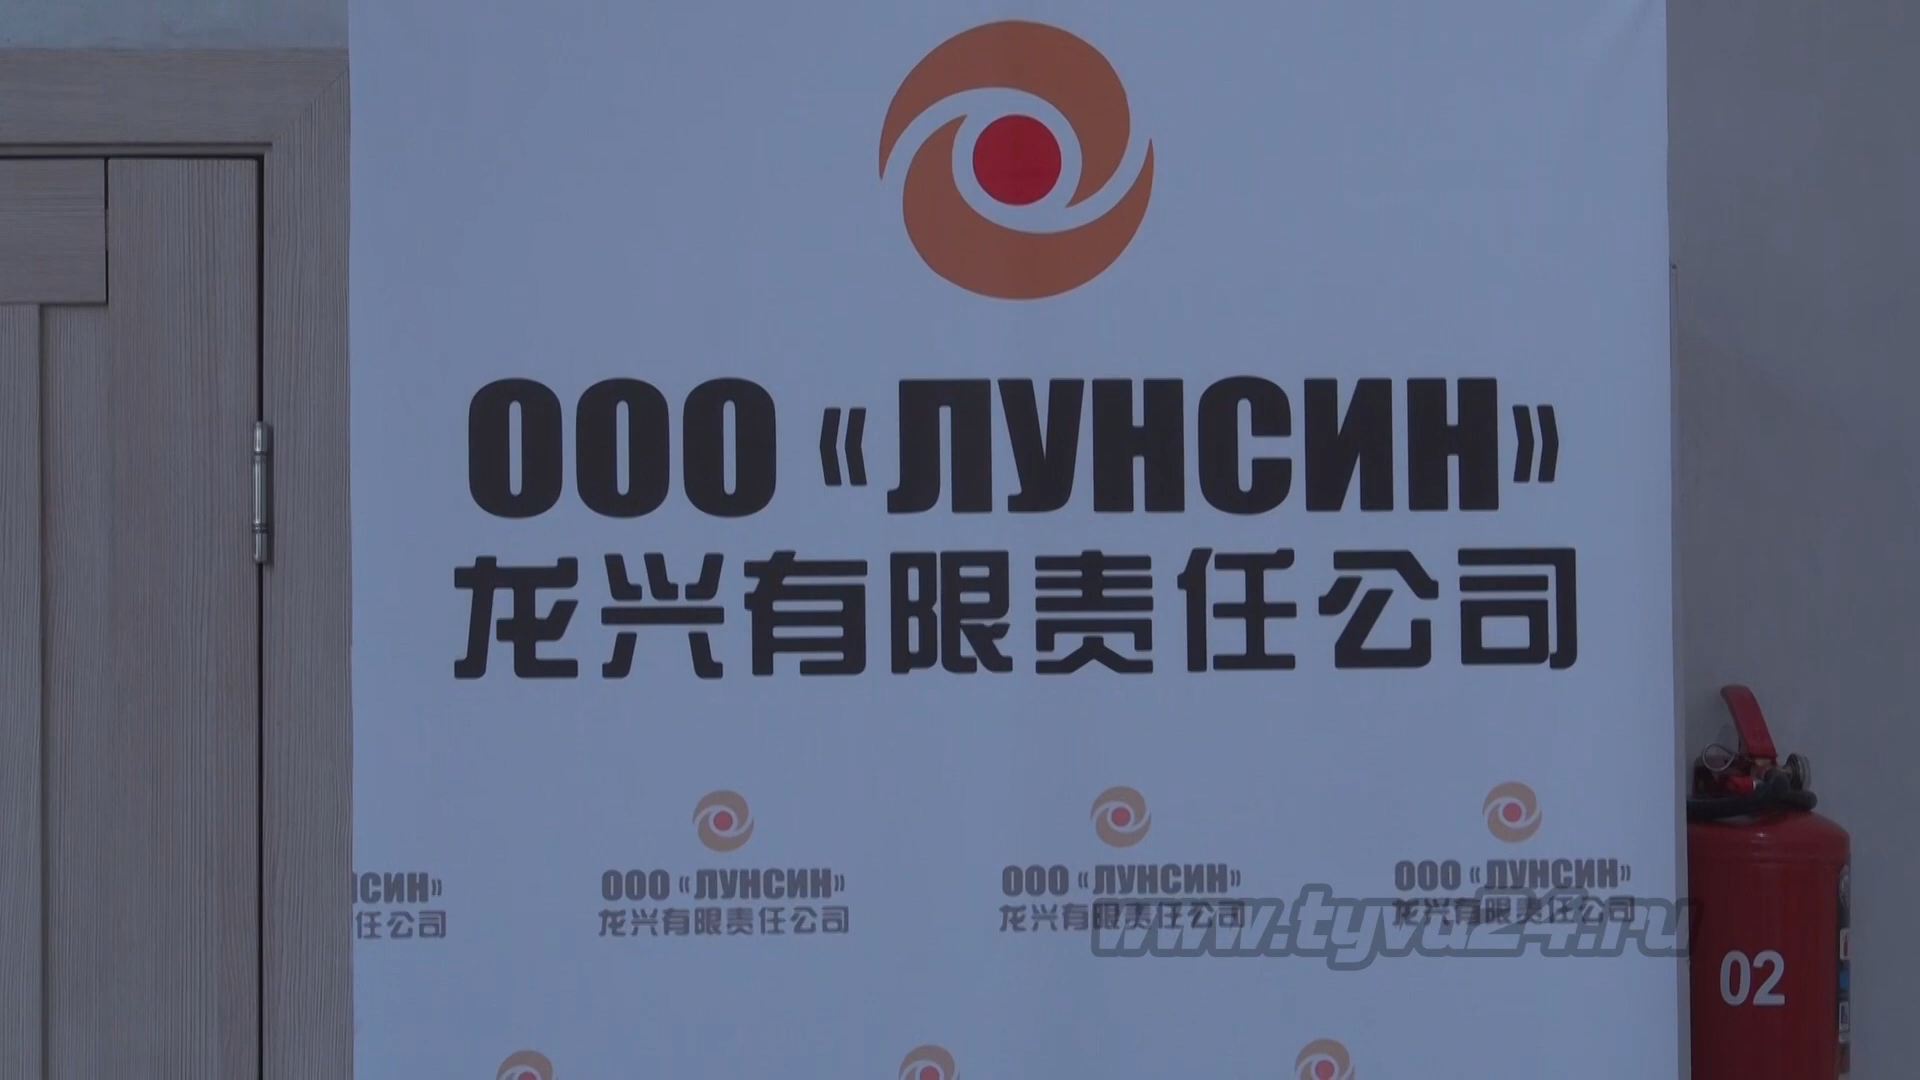 ООО «ЛУНСИН»
龙兴有限责任公司
НСИН»
任公司
ООО «ЛУНСИН»
龙兴有限责任公司
ООО «ЛУНСИН»
龙兴有限责任公司
ООО «ЛУНСИН»
龙兴有限责任公司
www.tyva24.ru
02